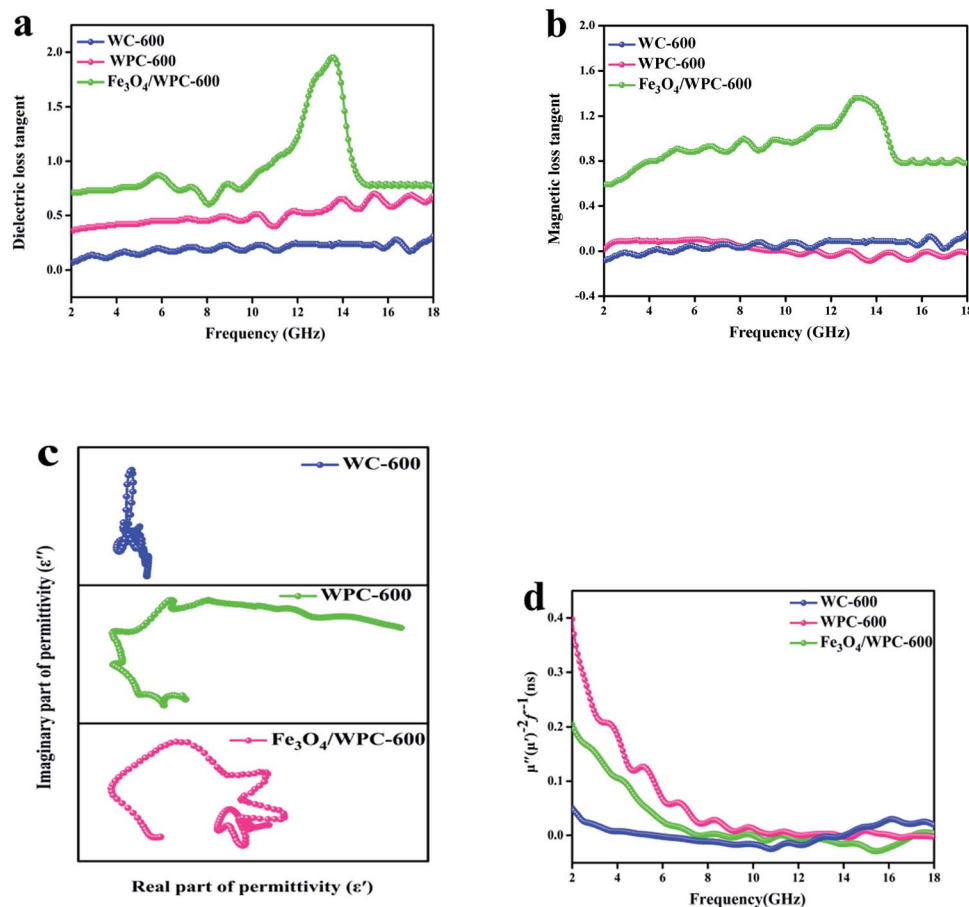 a
WC-600
WPC-600
Fe₃O₄/WPC-600
Dielectric loss tangent
2.0
1.5
1.0
0.5
0.0
2 4 6 8 10 12 14 16 18
Frequency (GHz)
b
WC-600
WPC-600
Fe₃O₄/WPC-600
Magnetic loss tangent
2.0
1.6
1.2
0.8
0.4
0.0
-0.4
2 4 6 8 10 12 14 16 18
Frequency (GHz)
c
WC-600
WPC-600
Fe₃O₄/WPC-600
Imaginary part of permittivity (ε″)
Real part of permittivity (ε′)
d
WC-600
WPC-600
Fe₃O₄/WPC-600
μ″(μ′)⁻²f⁻¹(ns)
0.4
0.3
0.2
0.1
0.0
2 4 6 8 10 12 14 16 18
Frequency(GHz)